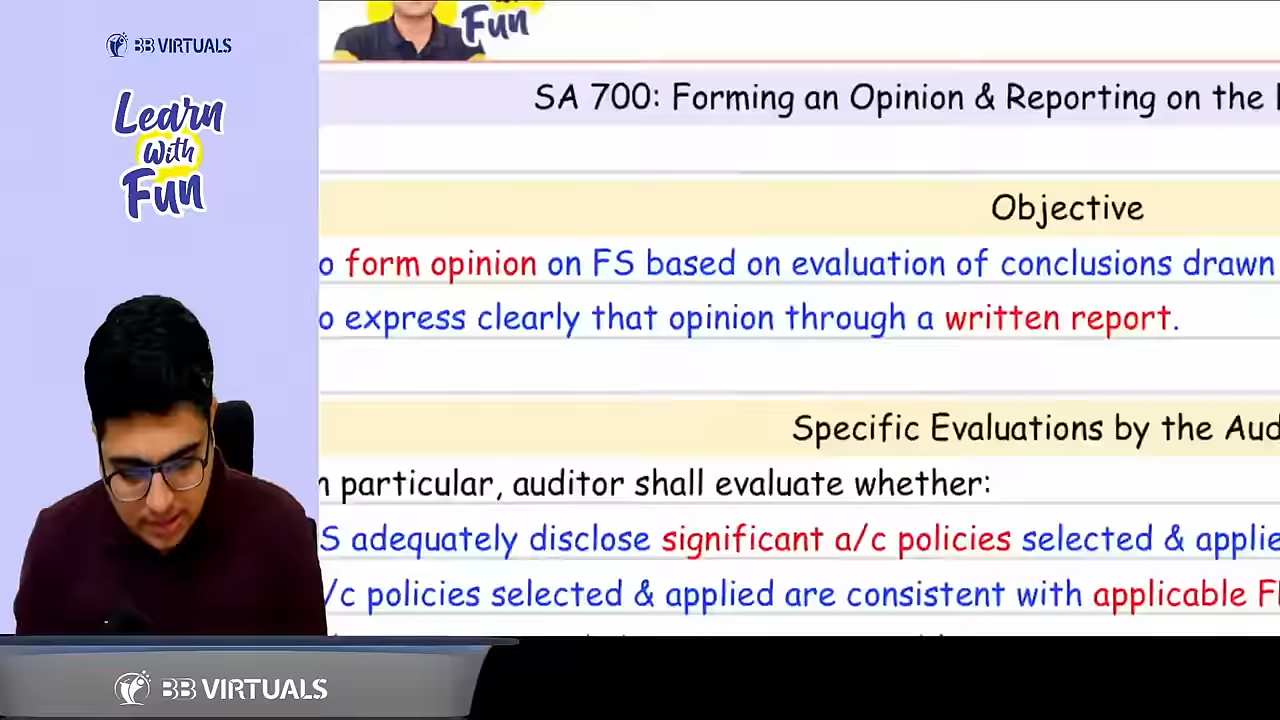 BB VIRTUALS
Learn
With
Fun
Fun
SA 700: Forming an Opinion & Reporting on the
Objective
o form opinion on FS based on evaluation of conclusions drawn
o express clearly that opinion through a written report.
Specific Evaluations by the Aud
n particular, auditor shall evaluate whether:
S adequately disclose significant a/c policies selected & applie
/c policies selected & applied are consistent with applicable F
BB VIRTUALS